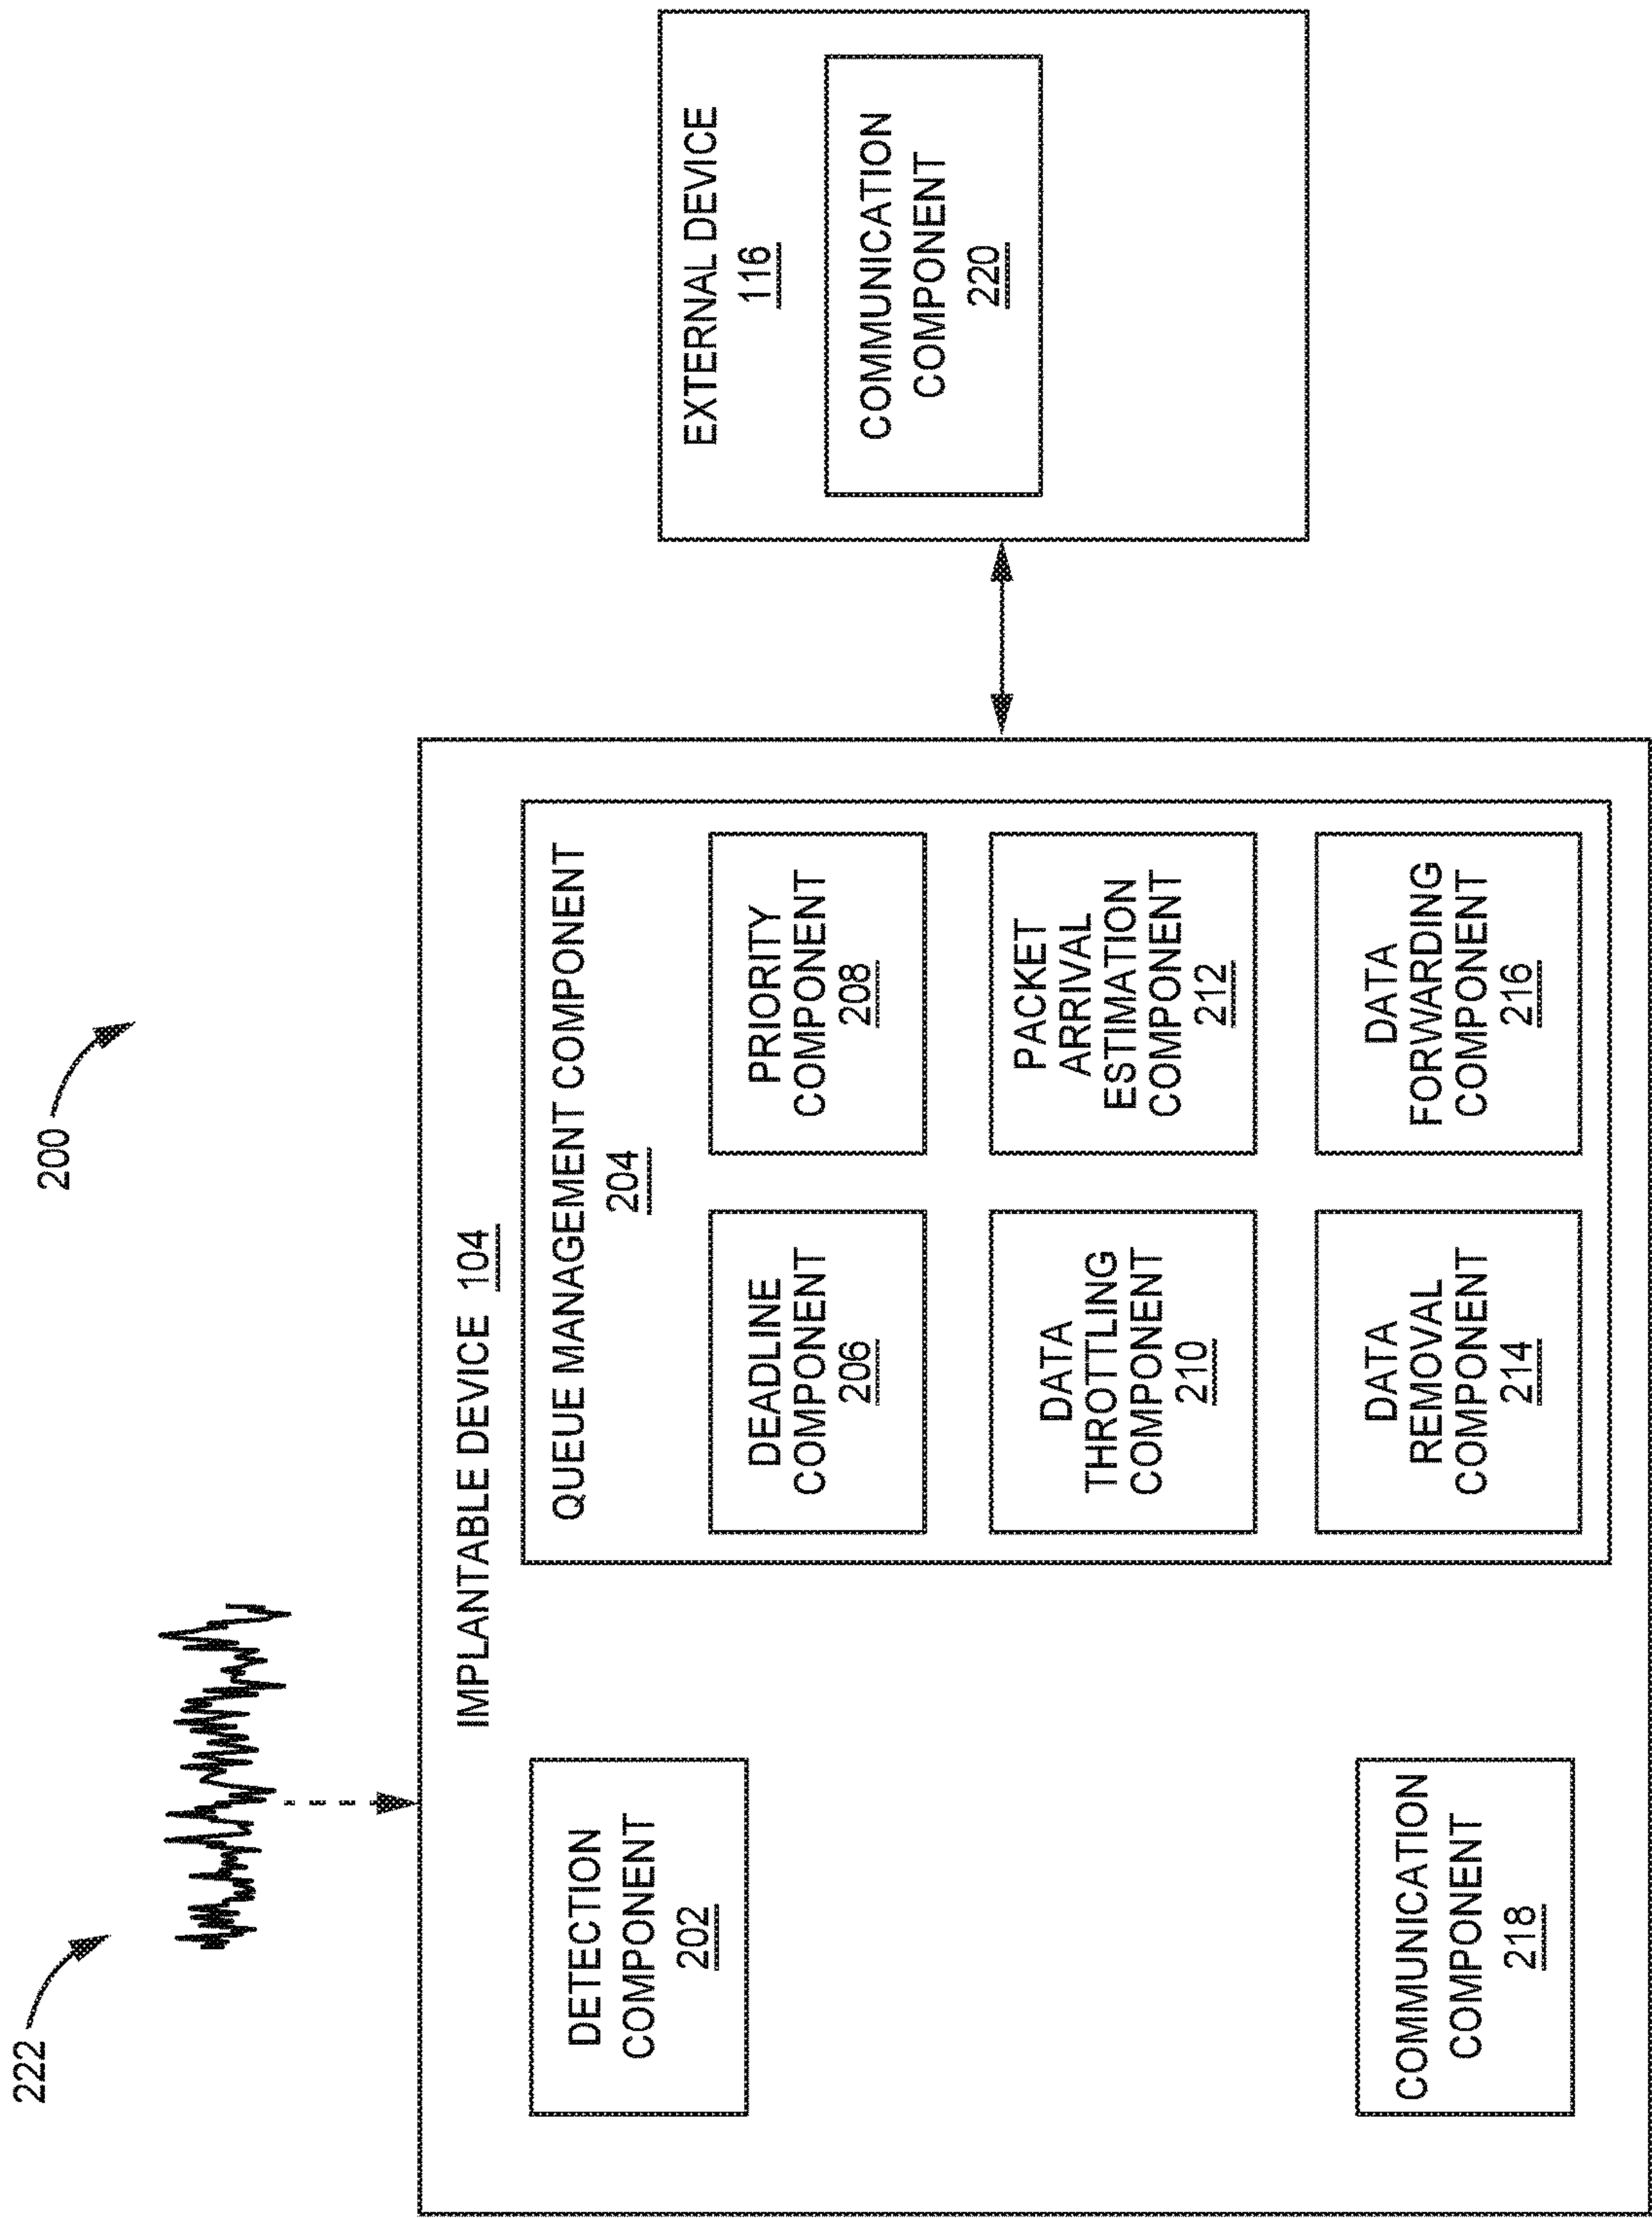 222
200
IMPLANTABLE DEVICE 104
DETECTION
COMPONENT
202
COMMUNICATION
COMPONENT
218
QUEUE MANAGEMENT COMPONENT
204
DEADLINE
COMPONENT
206
PRIORITY
COMPONENT
208
DATA
THROTTLING
COMPONENT
210
PACKET
ARRIVAL
ESTIMATION
COMPONENT
212
DATA
REMOVAL
COMPONENT
214
DATA
FORWARDING
COMPONENT
216
EXTERNAL DEVICE
116
COMMUNICATION
COMPONENT
220